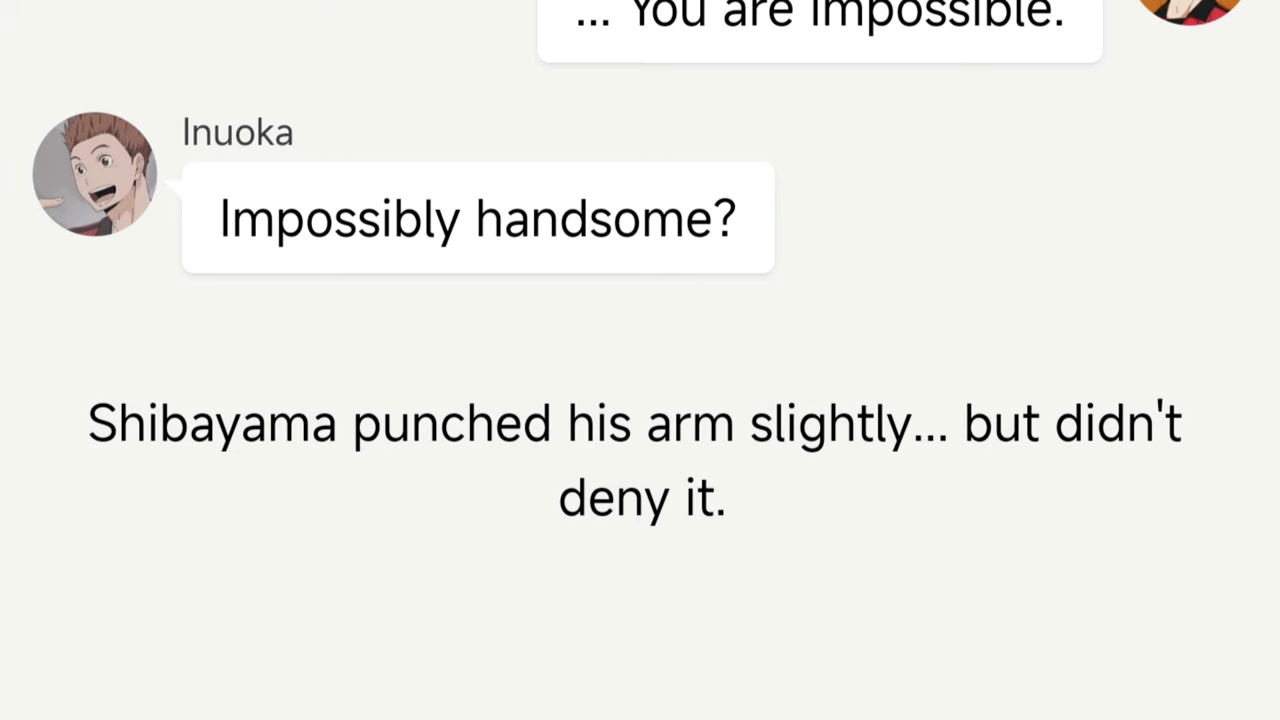 ... You are impossible.
Inuoka
Impossibly handsome?
Shibayama punched his arm slightly... but didn't
deny it.